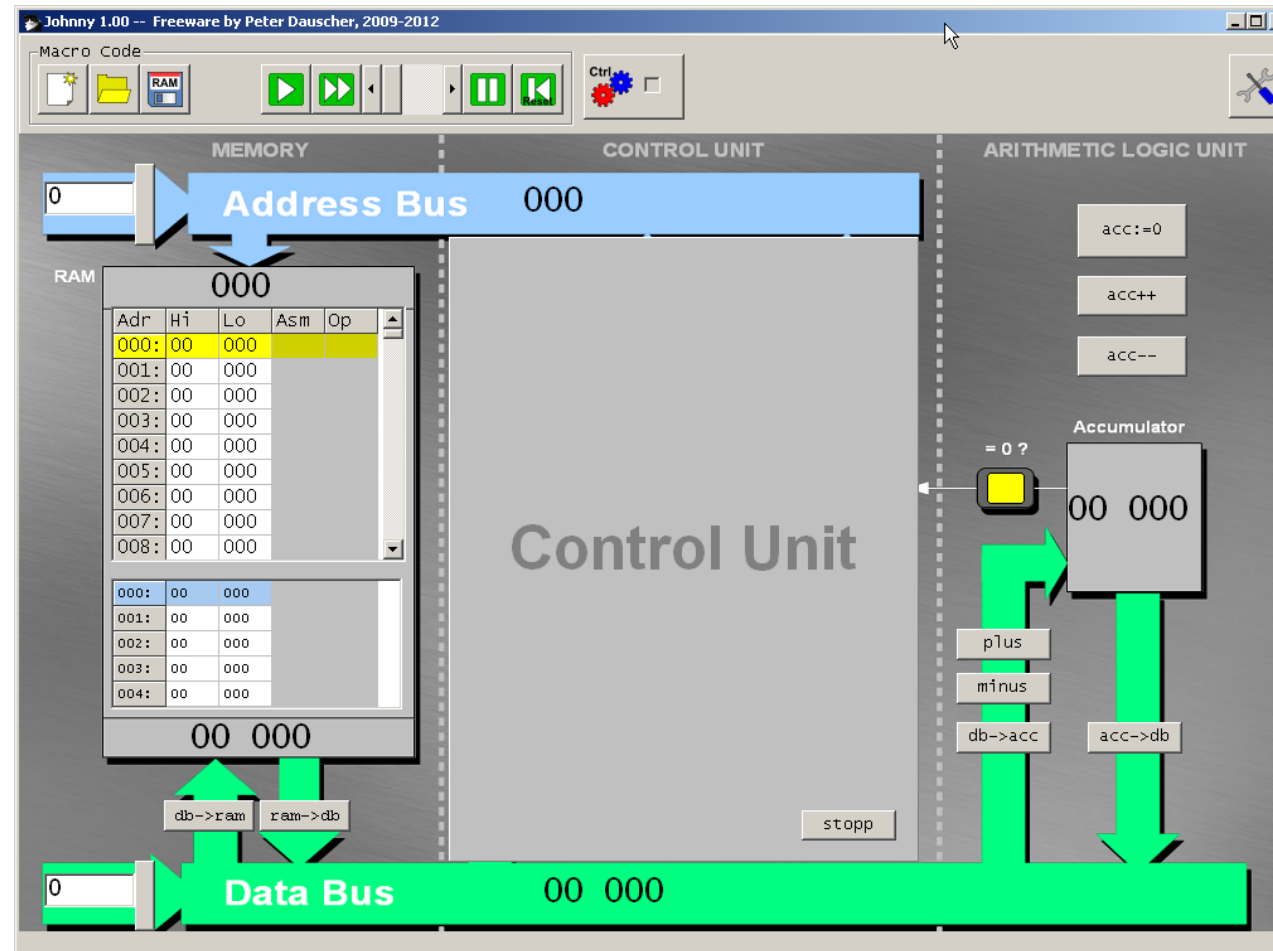 Johnny 1.00 -- Freeware by Peter Dauscher, 2009-2012
Macro Code
RAM
Reset
Ctrl
MEMORY
CONTROL UNIT
ARITHMETIC LOGIC UNIT
0
Address Bus 000
acc:=0
acc++
acc--
RAM
000
Adr Hi Lo Asm Op
000: 00 000
001: 00 000
002: 00 000
003: 00 000
004: 00 000
005: 00 000
006: 00 000
007: 00 000
008: 00 000
000: 00 000
001: 00 000
002: 00 000
003: 00 000
004: 00 000
00 000
db->ram
ram->db
Control Unit
stopp
Accumulator
= 0 ?
00 000
plus
minus
db->acc
acc->db
0
Data Bus 00 000